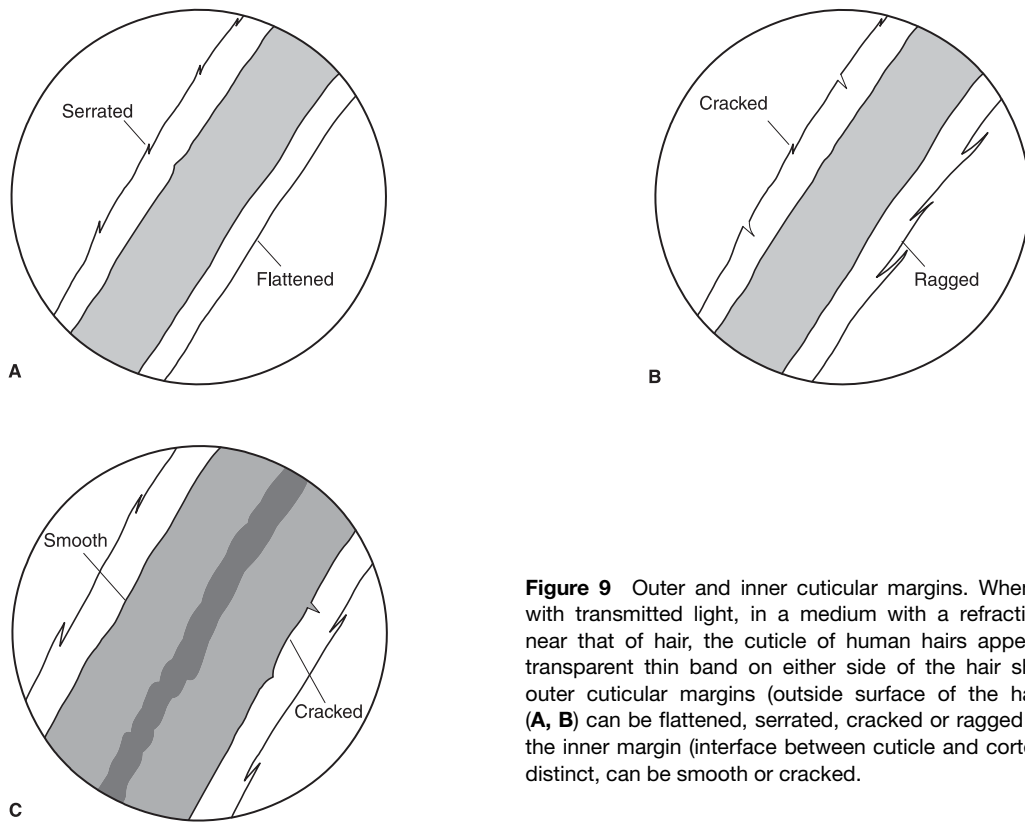 Serrated
Flattened
A
Cracked
Ragged
B
Smooth
Cracked
C
Figure 9 Outer and inner cuticular margins. When
with transmitted light, in a medium with a refracti
near that of hair, the cuticle of human hairs appe
transparent thin band on either side of the hair sl
outer cuticular margins (outside surface of the ha
(A, B) can be flattened, serrated, cracked or ragged
the inner margin (interface between cuticle and corte
distinct, can be smooth or cracked.